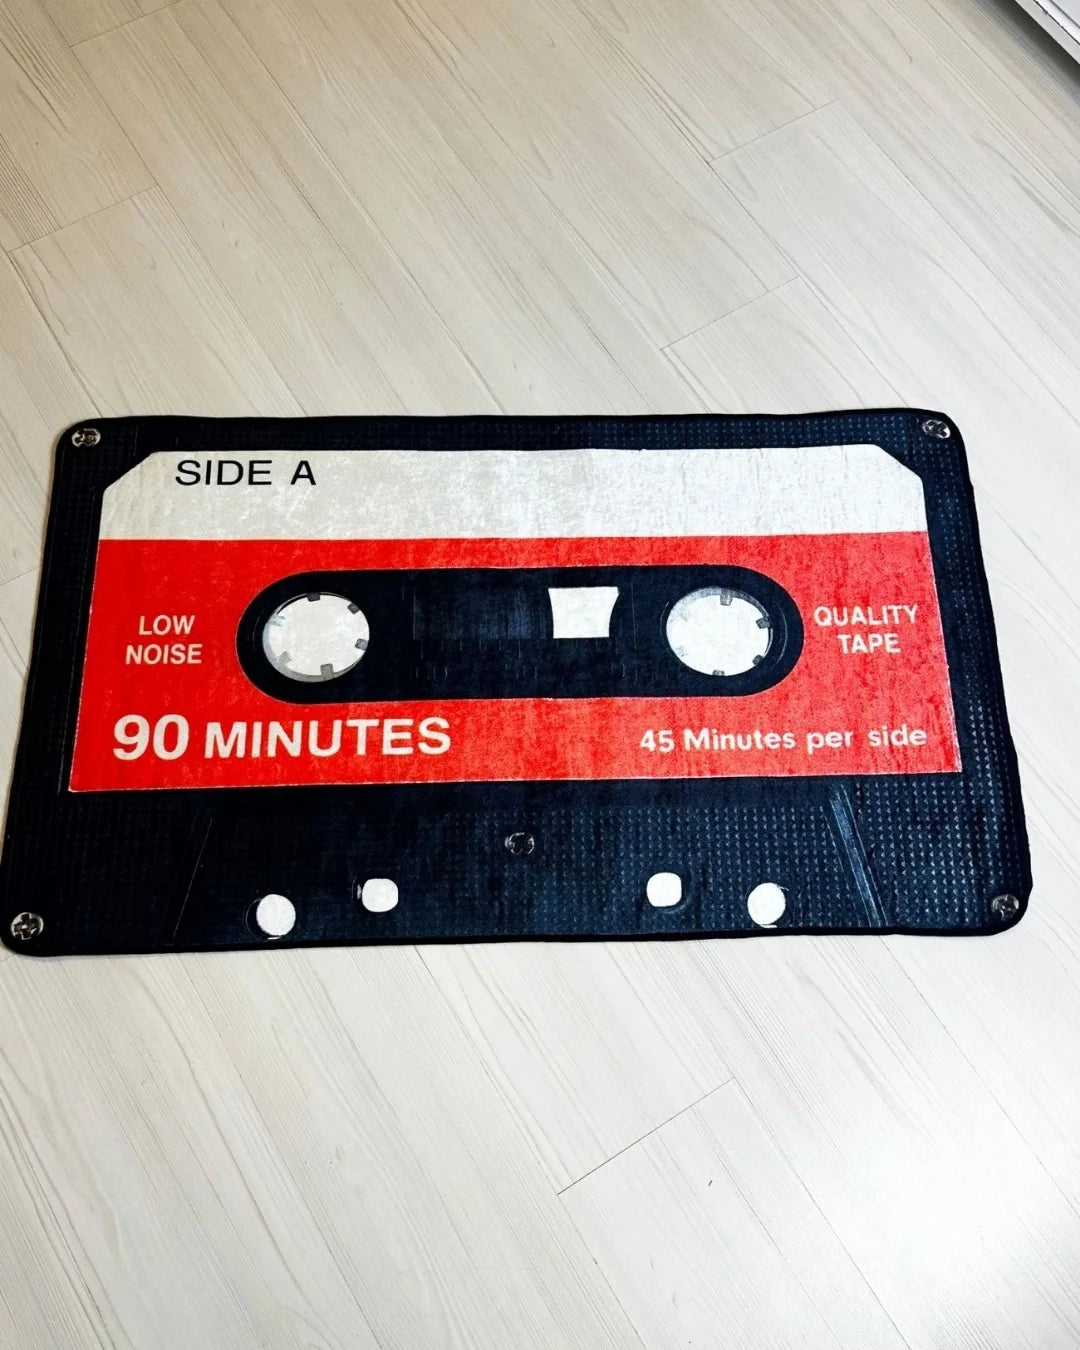 SIDE A
LOW
NOISE
QUALITY
TAPE
90 MINUTES
45 Minutes per side